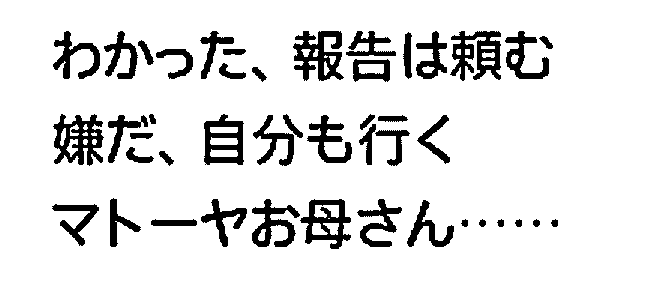 わかった、報告は頼む
嫌だ、自分も行く
マトーヤお母さん……